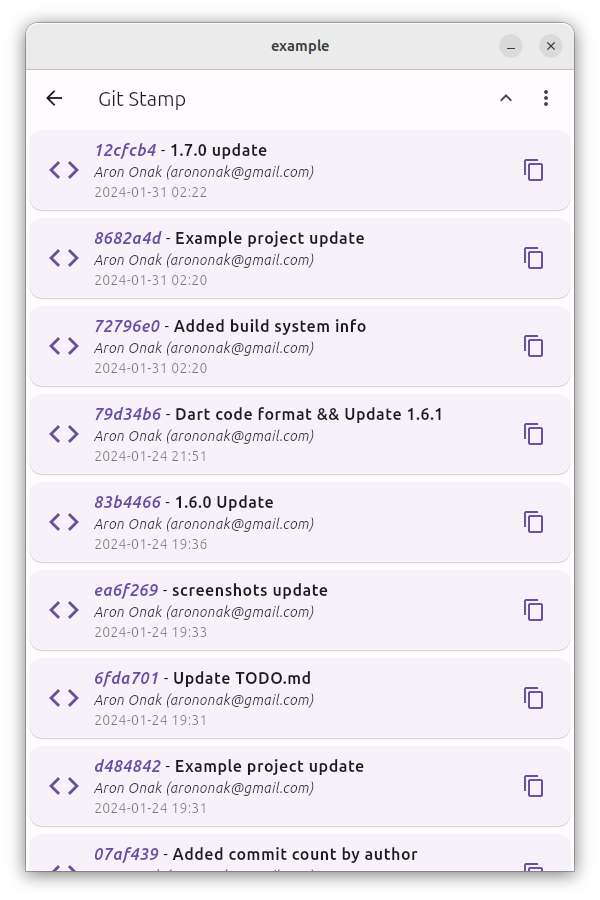 example
Git Stamp
12cfcb4 - 1.7.0 update
Aron Onak (arononak@gmail.com)
2024-01-31 02:22
8682a4d - Example project update
Aron Onak (arononak@gmail.com)
2024-01-31 02:20
72796e0 - Added build system info
Aron Onak (arononak@gmail.com)
2024-01-31 02:20
79d34b6 - Dart code format && Update 1.6.1
Aron Onak (arononak@gmail.com)
2024-01-24 21:51
83b4466 - 1.6.0 Update
Aron Onak (arononak@gmail.com)
2024-01-24 19:36
ea6f269 - screenshots update
Aron Onak (arononak@gmail.com)
2024-01-24 19:33
6fda701 - Update TODO.md
Aron Onak (arononak@gmail.com)
2024-01-24 19:31
d484842 - Example project update
Aron Onak (arononak@gmail.com)
2024-01-24 19:31
07af439 - Added commit count by author